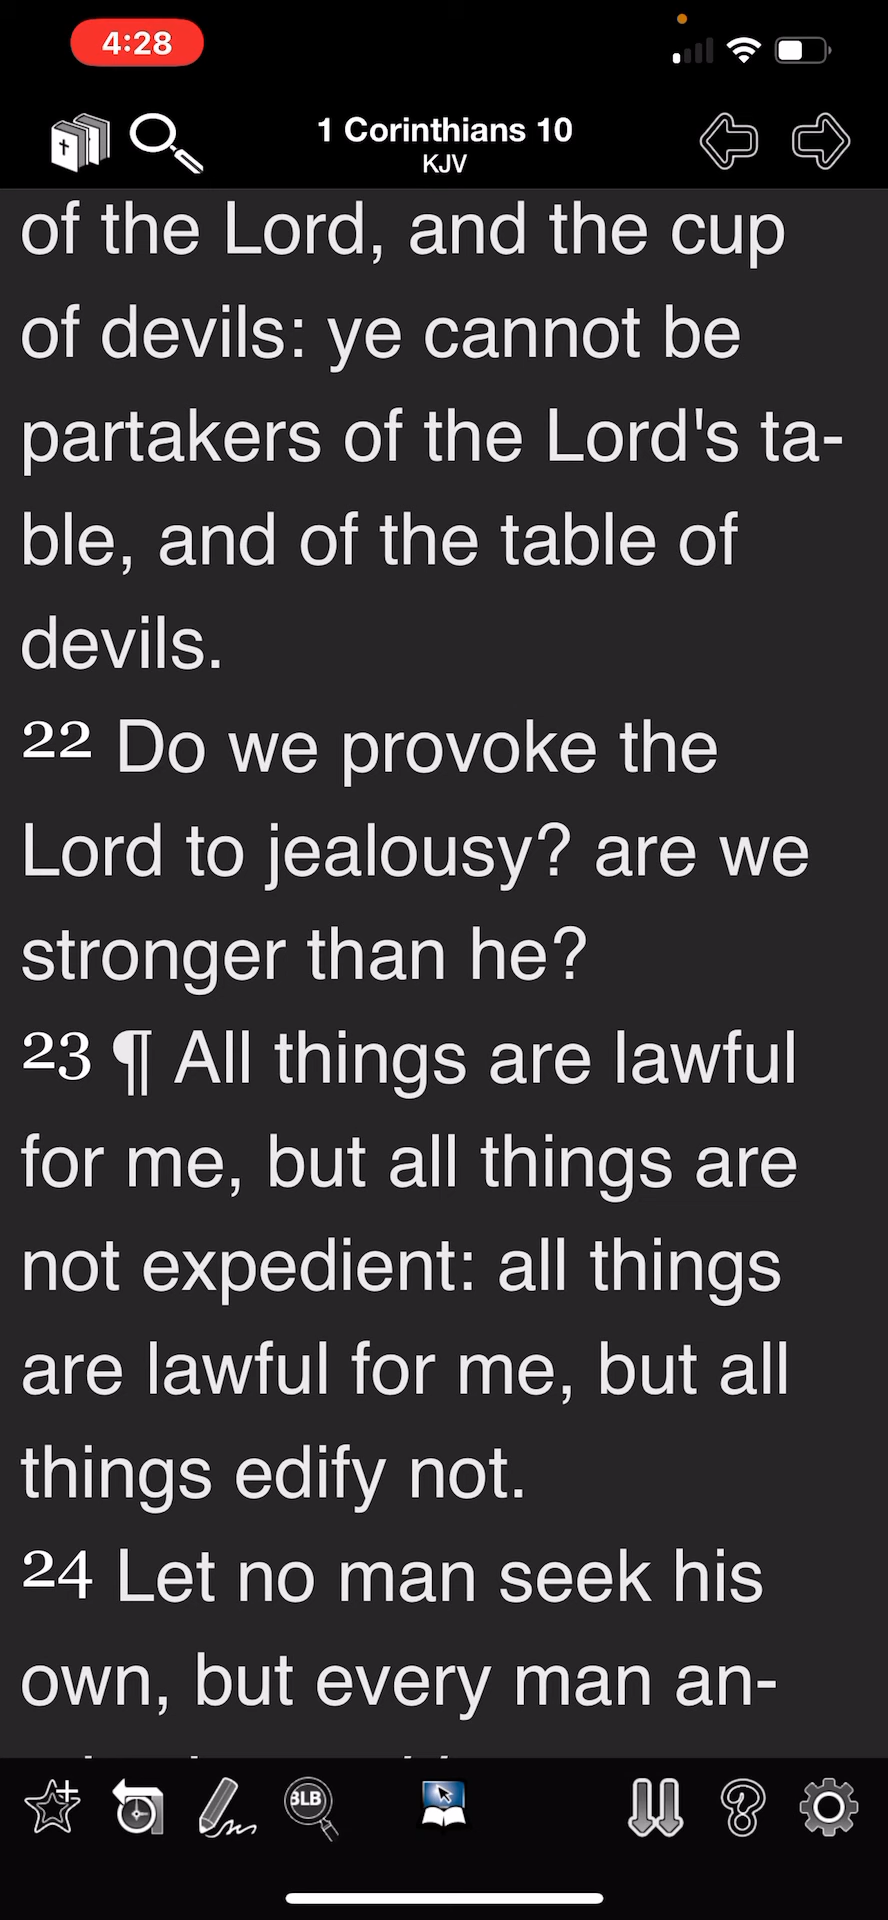 4:28
1 Corinthians 10
KJV
of the Lord, and the cup
of devils: ye cannot be
partakers of the Lord's ta-
ble, and of the table of
devils.
22 Do we provoke the
Lord to jealousy? are we
stronger than he?
23 ¶ All things are lawful
for me, but all things are
not expedient: all things
are lawful for me, but all
things edify not.
24 Let no man seek his
own, but every man an-
BLB